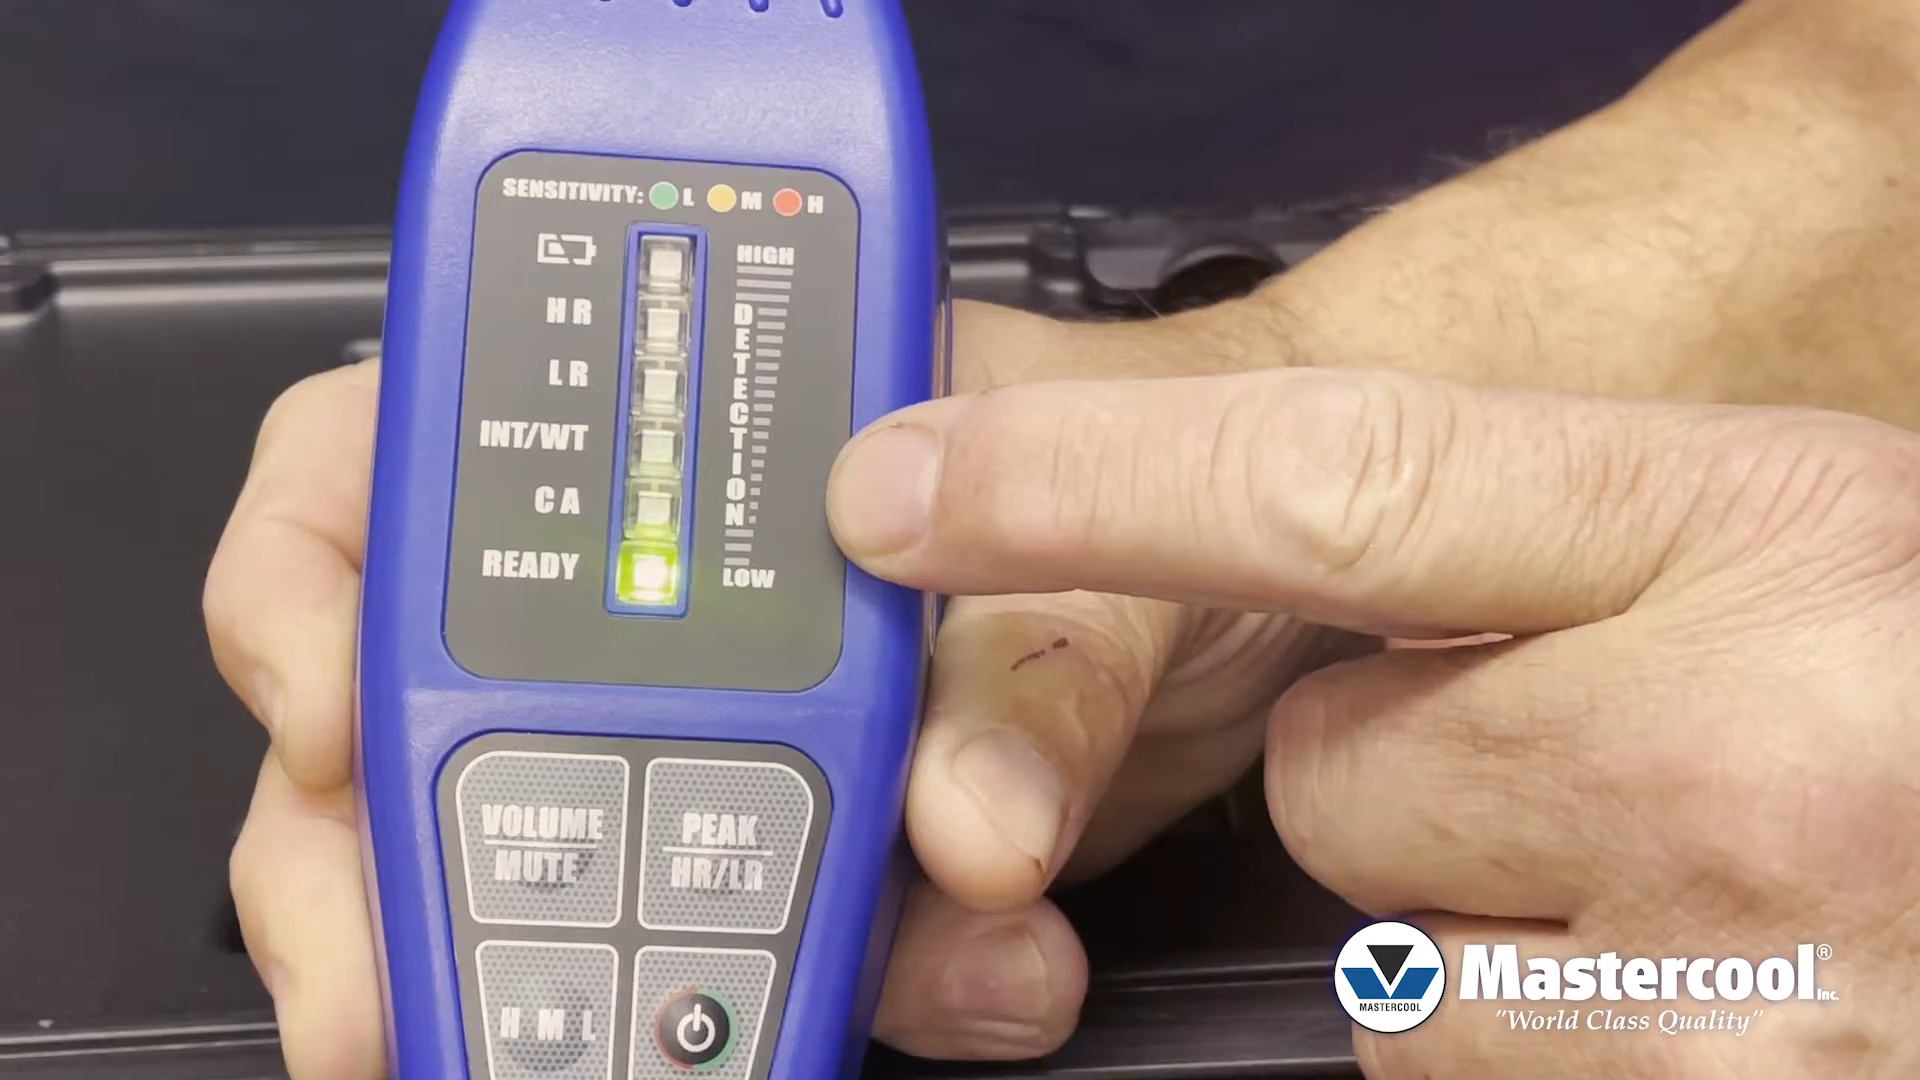 SENSITIVITY: L M H
HIGH
HR
LR
INT/WT
CA
READY
DETECTION
LOW
VOLUME
MUTE
PEAK
HR/LR
H M L
MASTERCOOL
Mastercool® Inc.
"World Class Quality"